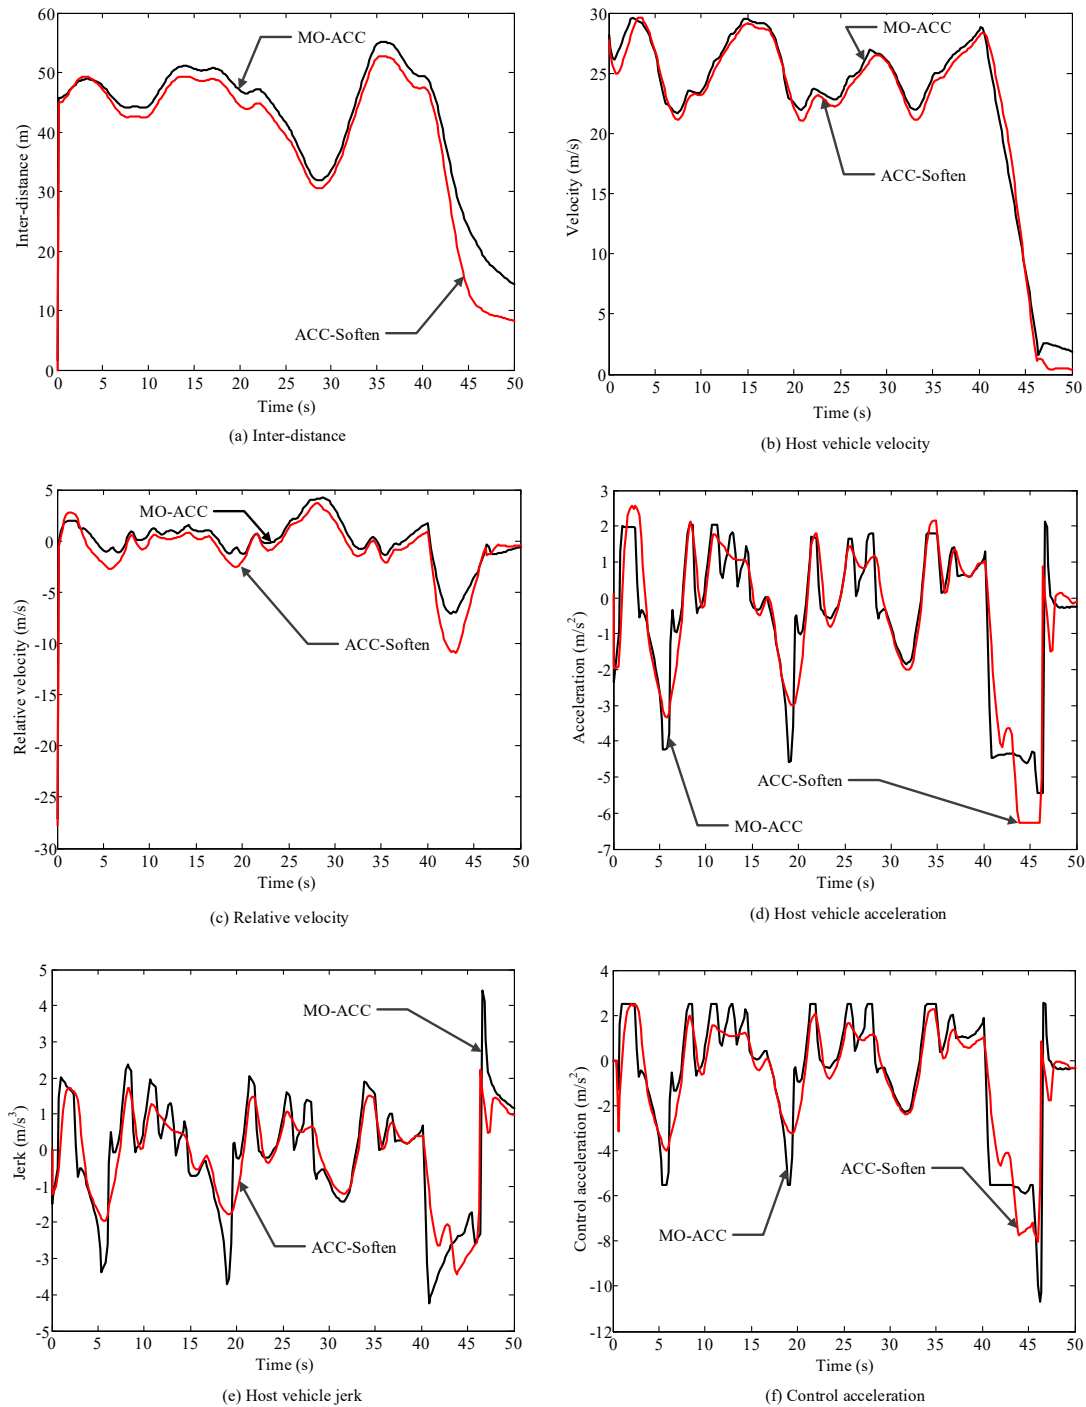 60
50
40
30
20
10
0
0 5 10 15 20 25 30 35 40 45 50
Inter-distance (m)
Time (s)
MO-ACC
ACC-Soften
(a) Inter-distance
30
25
20
15
10
5
0
0 5 10 15 20 25 30 35 40 45 50
Velocity (m/s)
Time (s)
MO-ACC
ACC-Soften
(b) Host vehicle velocity
5
0
-5
-10
-15
-20
-25
-30
0 5 10 15 20 25 30 35 40 45 50
Relative velocity (m/s)
Time (s)
MO-ACC
ACC-Soften
(c) Relative velocity
3
2
1
0
-1
-2
-3
-4
-5
-6
-7
0 5 10 15 20 25 30 35 40 45 50
Acceleration (m/s²)
Time (s)
ACC-Soften
MO-ACC
(d) Host vehicle acceleration
5
4
3
2
1
0
-1
-2
-3
-4
-5
0 5 10 15 20 25 30 35 40 45 50
Jerk (m/s³)
Time (s)
MO-ACC
ACC-Soften
(e) Host vehicle jerk
4
2
0
-2
-4
-6
-8
-10
-12
0 5 10 15 20 25 30 35 40 45 50
Control acceleration (m/s²)
Time (s)
ACC-Soften
MO-ACC
(f) Control acceleration